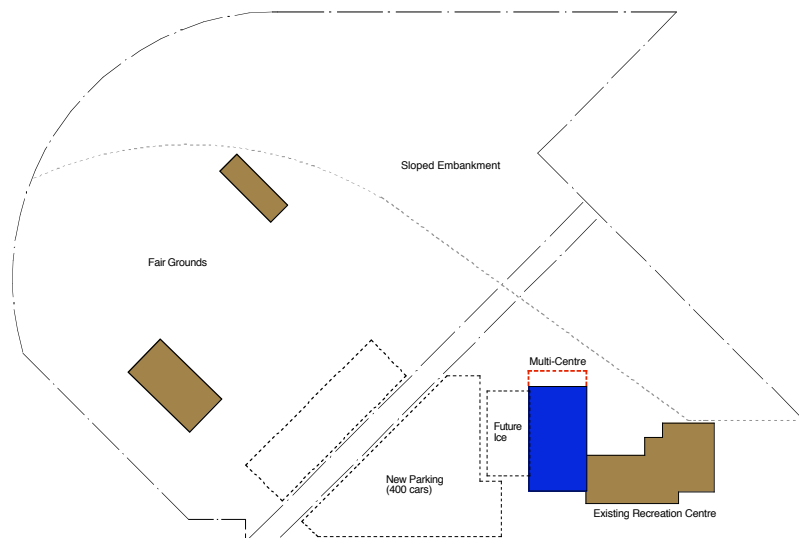 Sloped Embankment
Fair Grounds
Multi-Centre
Future
Ice
New Parking
(400 cars)
Existing Recreation Centre